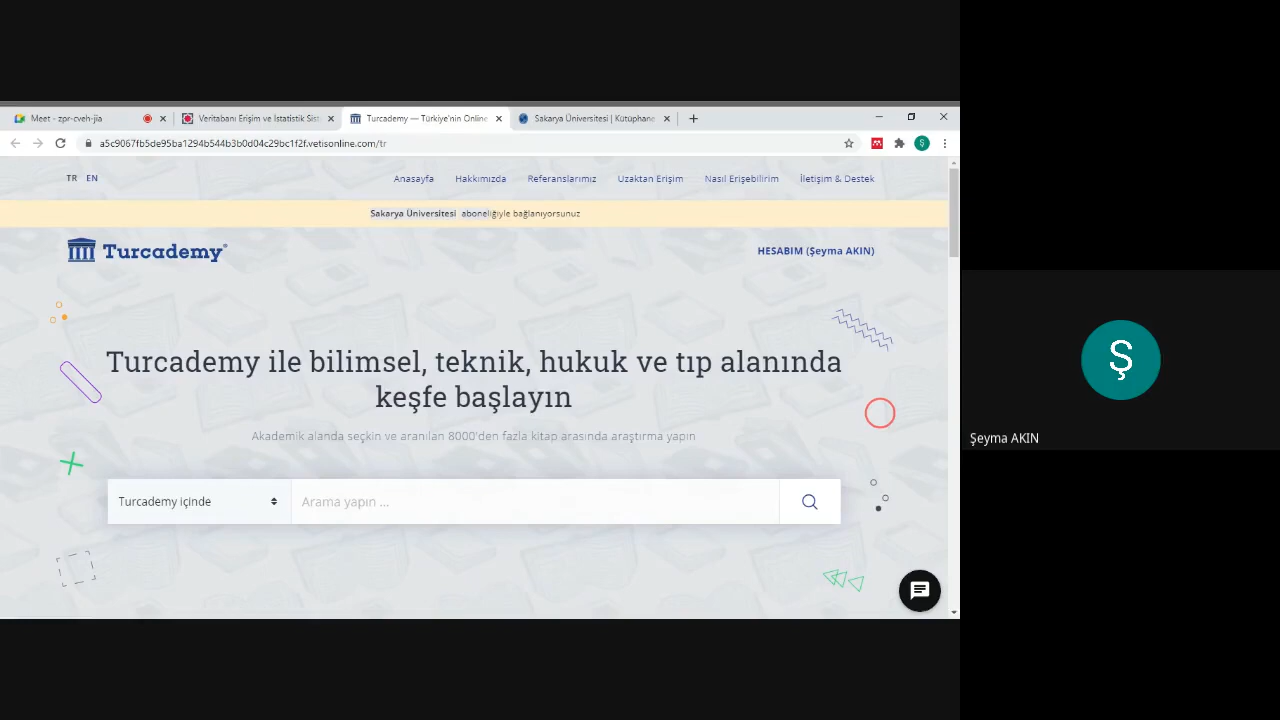 Meet - zpr-cveh-jia
Veritabanı Erişim ve İstatistik Sist
Turcademy — Türkiye'nin Online
Sakarya Üniversitesi | Kütüphane
a5c9067fb5de95ba1294b544b3b0d04c29bc1f2f.vetisonline.com/tr
Ş
TR EN
Anasayfa Hakkımızda Referanslarımız Uzaktan Erişim Nasıl Erişebilirim İletişim & Destek
Sakarya Üniversitesi aboneliğiyle bağlanıyorsunuz
Turcademy®
HESABIM (Şeyma AKIN)
Turcademy ile bilimsel, teknik, hukuk ve tıp alanında
keşfe başlayın
Akademik alanda seçkin ve aranılan 8000'den fazla kitap arasında araştırma yapın
Turcademy içinde
Arama yapın ...
Ş
Şeyma AKIN